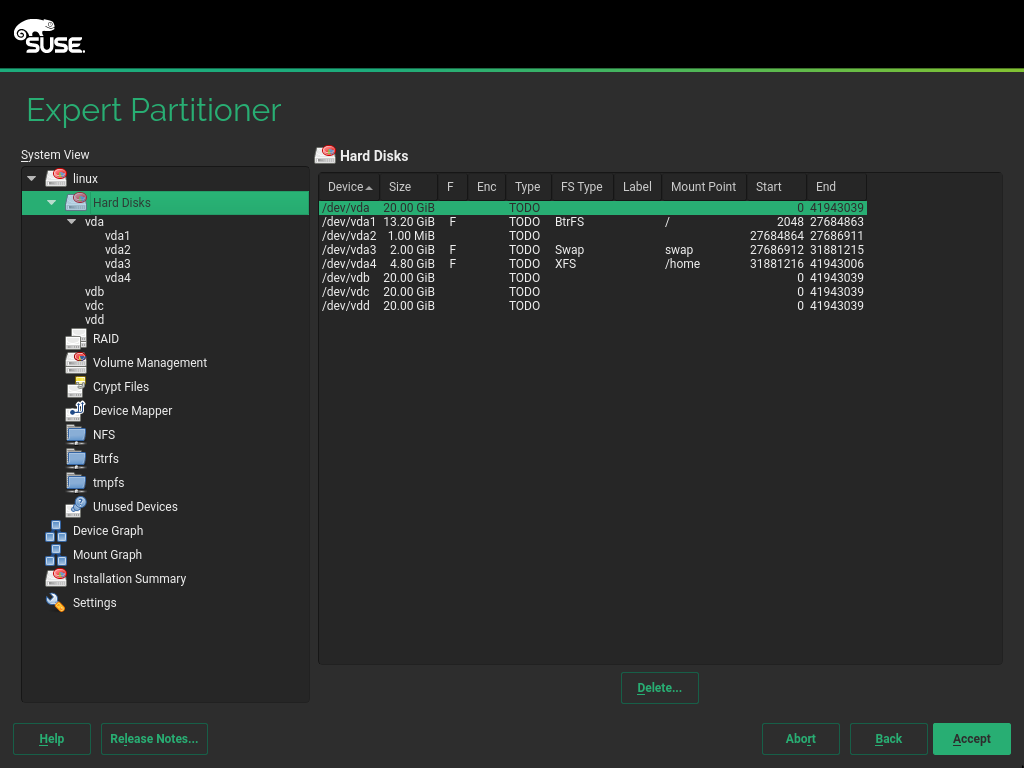 SUSE.
Expert Partitioner
System View
linux
Hard Disks
vda
vda1
vda2
vda3
vda4
vdb
vdc
vdd
RAID
Volume Management
Crypt Files
Device Mapper
NFS
Btrfs
tmpfs
Unused Devices
Device Graph
Mount Graph
Installation Summary
Settings
Hard Disks
Device Size F Enc Type FS Type Label Mount Point Start End
/dev/vda 20.00 GiB TODO 0 41943039
/dev/vda1 13.20 GiB F TODO BtrFS / 2048 27684863
/dev/vda2 1.00 MiB TODO 27684864 27686911
/dev/vda3 2.00 GiB F TODO Swap swap 27686912 31881215
/dev/vda4 4.80 GiB F TODO XFS /home 31881216 41943006
/dev/vdb 20.00 GiB TODO 0 41943039
/dev/vdc 20.00 GiB TODO 0 41943039
/dev/vdd 20.00 GiB TODO 0 41943039
Delete...
Help Release Notes... Abort Back Accept